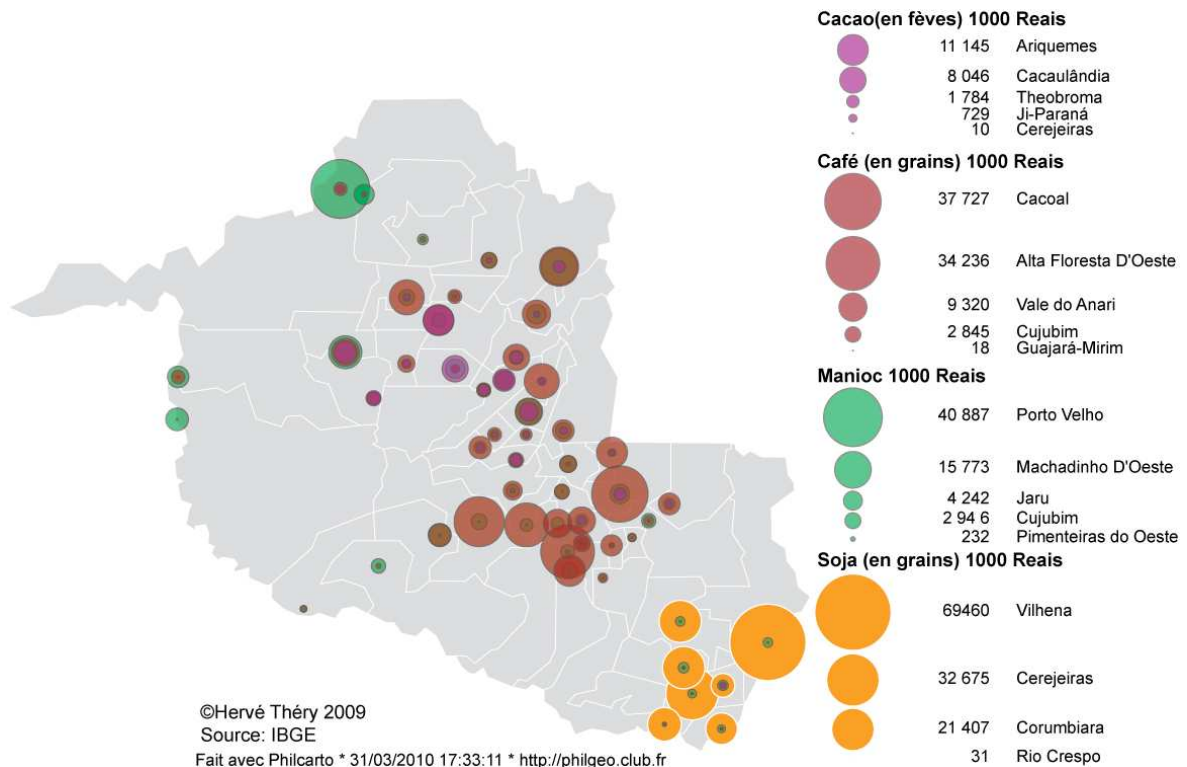 Cacao(en fèves) 1000 Reais
11 145 Ariquemes
8 046 Cacaulândia
1 784 Theobroma
729 Ji-Paraná
10 Cerejeiras
Café (en grains) 1000 Reais
37 727 Cacoal
34 236 Alta Floresta D'Oeste
9 320 Vale do Anari
2 845 Cujubim
18 Guajará-Mirim
Manioc 1000 Reais
40 887 Porto Velho
15 773 Machadinho D'Oeste
4 242 Jaru
2 94 6 Cujubim
232 Pimenteiras do Oeste
Soja (en grains) 1000 Reais
69460 Vilhena
32 675 Cerejeiras
21 407 Corumbiara
31 Rio Crespo
©Hervé Théry 2009
Source: IBGE
Fait avec Philcarto * 31/03/2010 17:33:11 * http://philgeo.club.fr